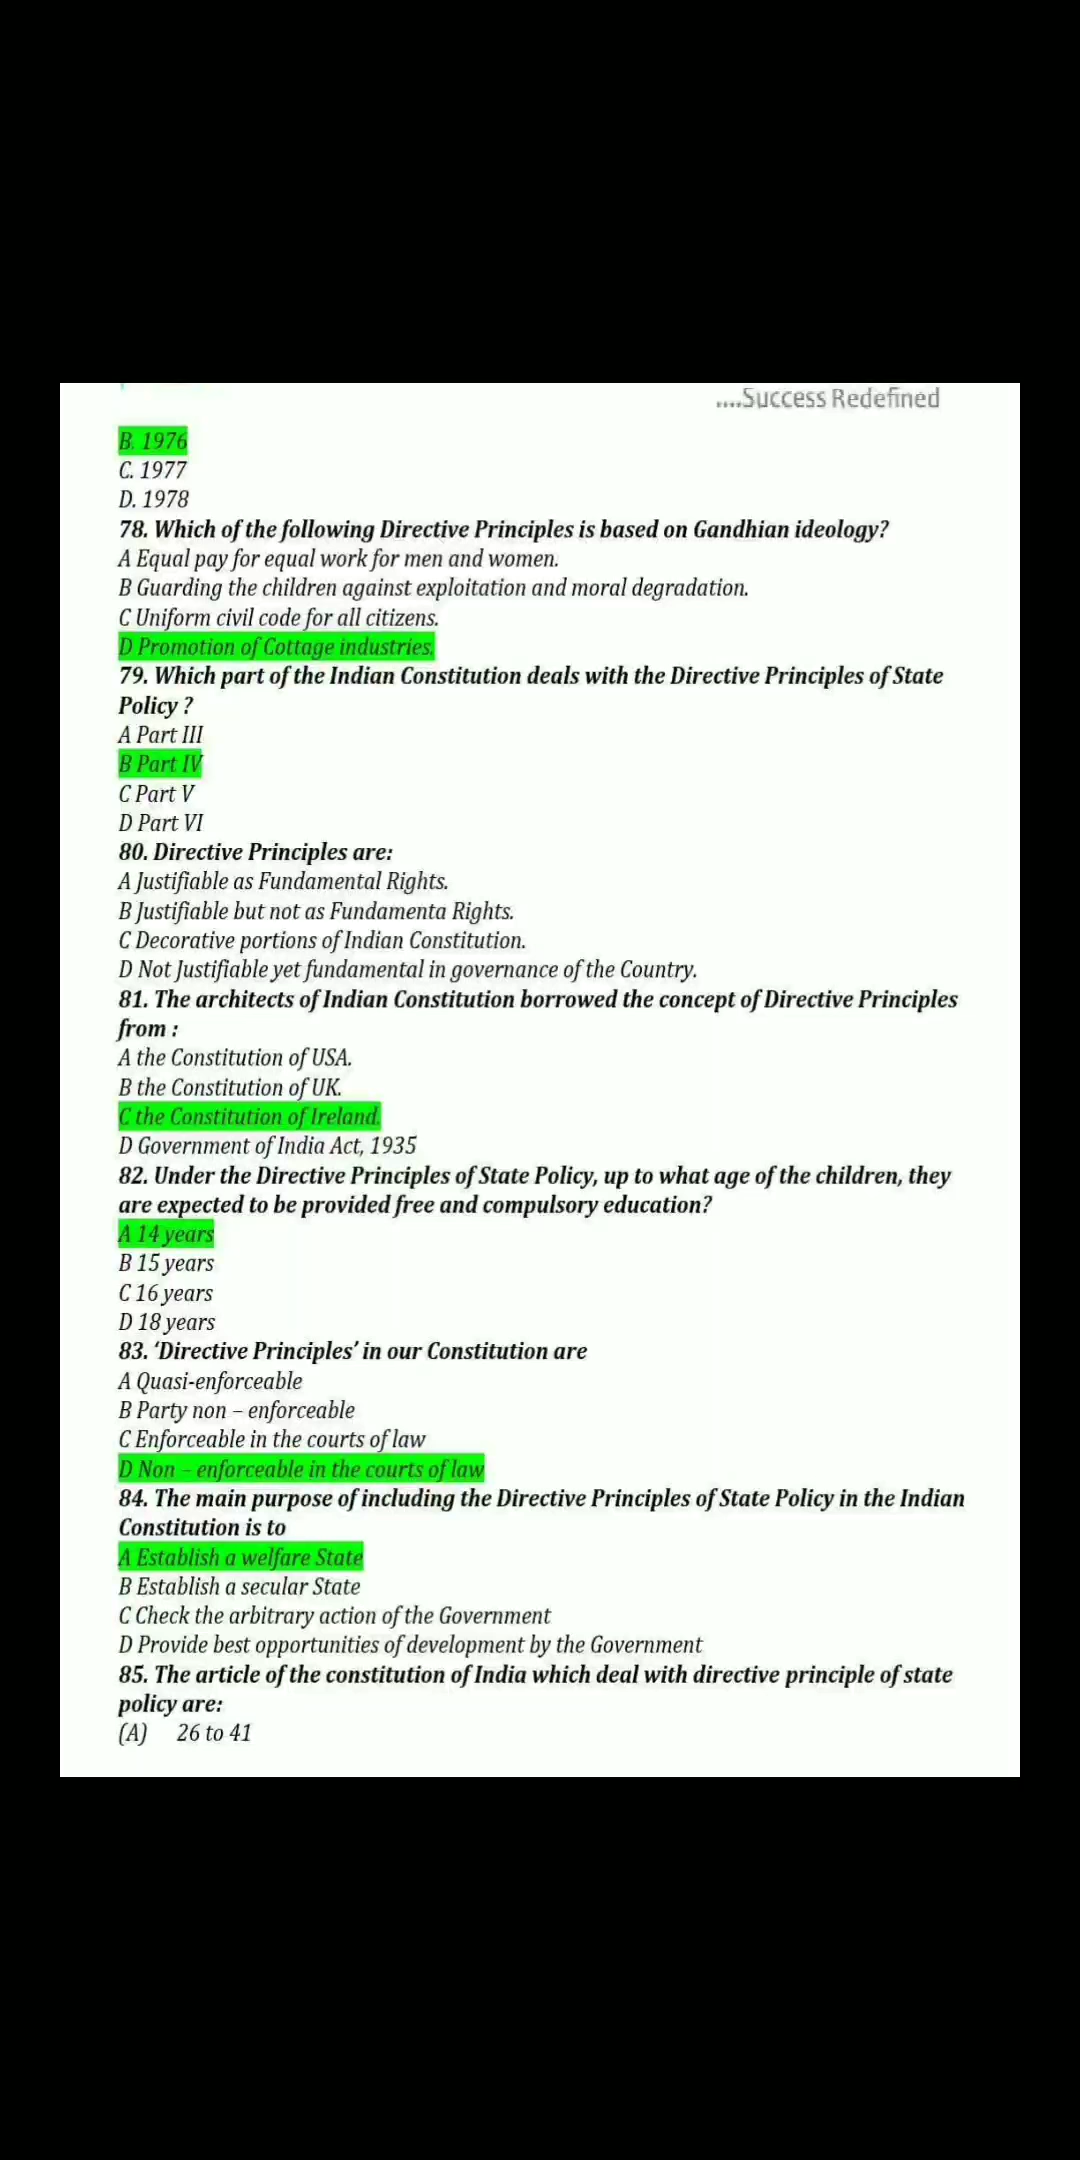 ....Success Redefined
B. 1976
C. 1977
D. 1978
78. Which of the following Directive Principles is based on Gandhian ideology?
A Equal pay for equal work for men and women.
B Guarding the children against exploitation and moral degradation.
C Uniform civil code for all citizens.
D Promotion of Cottage industries.
79. Which part of the Indian Constitution deals with the Directive Principles of State
Policy ?
A Part III
B Part IV
C Part V
D Part VI
80. Directive Principles are:
A Justifiable as Fundamental Rights.
B Justifiable but not as Fundamenta Rights.
C Decorative portions of Indian Constitution.
D Not Justifiable yet fundamental in governance of the Country.
81. The architects of Indian Constitution borrowed the concept of Directive Principles
from :
A the Constitution of USA.
B the Constitution of UK.
C the Constitution of Ireland.
D Government of India Act, 1935
82. Under the Directive Principles of State Policy, up to what age of the children, they
are expected to be provided free and compulsory education?
A 14 years
B 15 years
C 16 years
D 18 years
83. ‘Directive Principles’ in our Constitution are
A Quasi-enforceable
B Party non – enforceable
C Enforceable in the courts of law
D Non – enforceable in the courts of law
84. The main purpose of including the Directive Principles of State Policy in the Indian
Constitution is to
A Establish a welfare State
B Establish a secular State
C Check the arbitrary action of the Government
D Provide best opportunities of development by the Government
85. The article of the constitution of India which deal with directive principle of state
policy are:
(A) 26 to 41